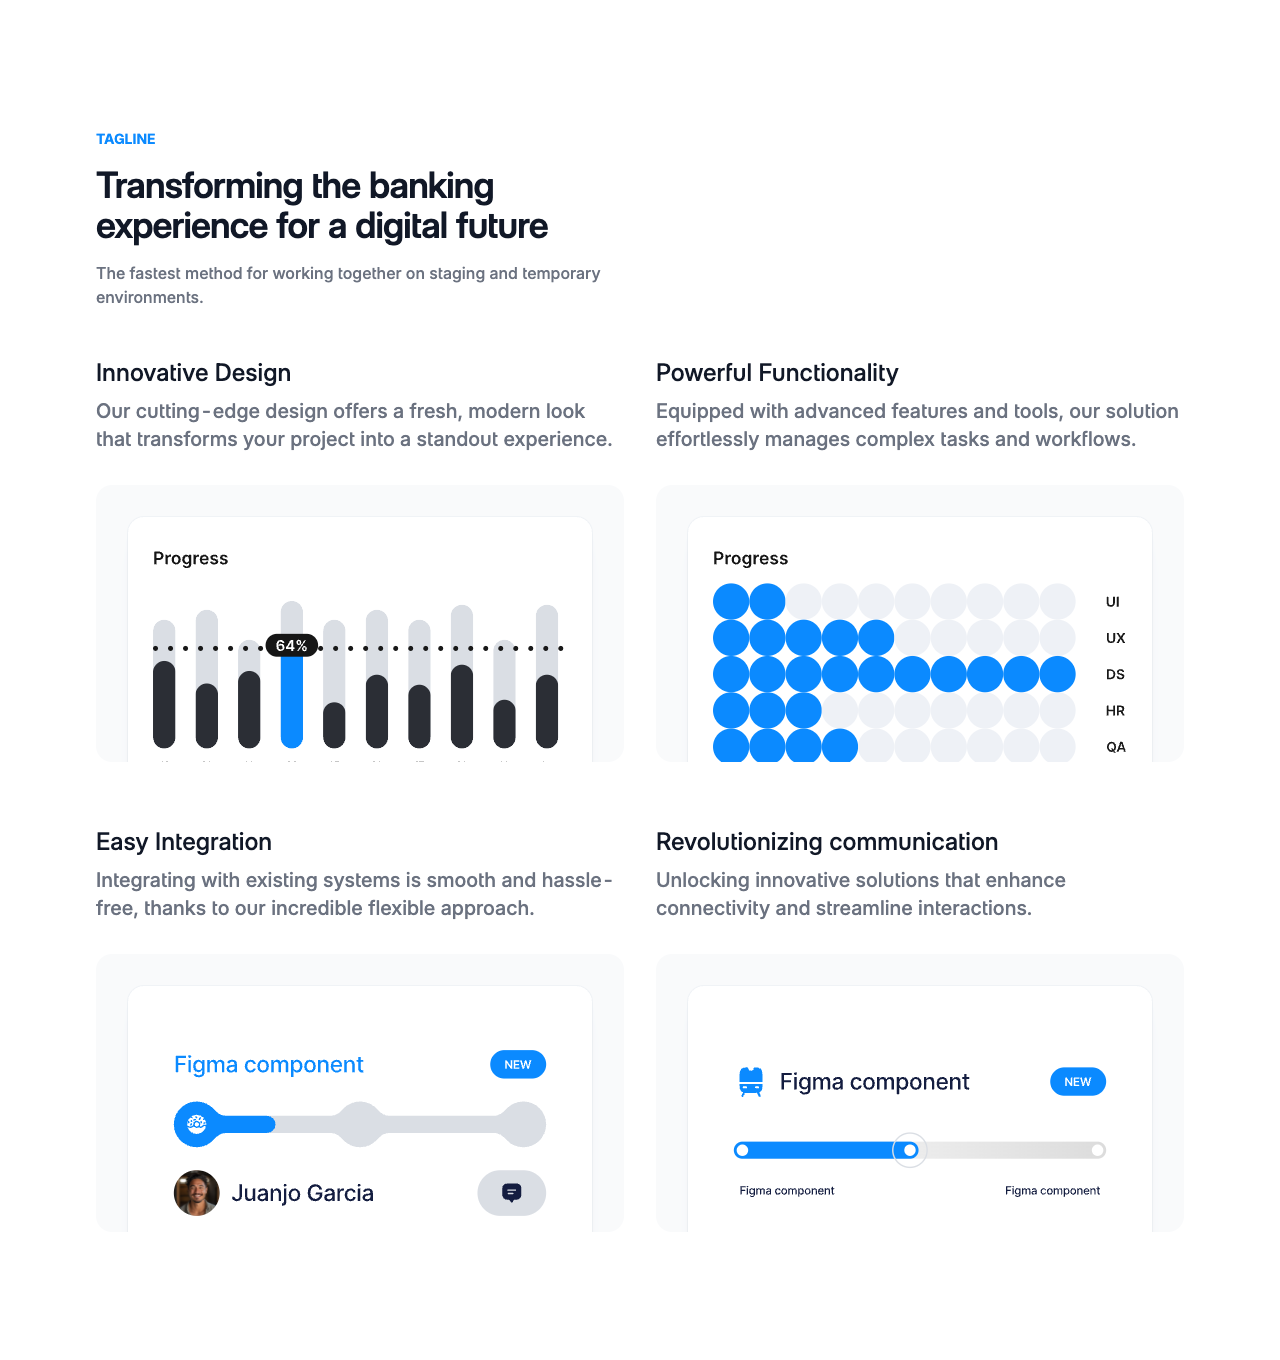 TAGLINE
Transforming the banking
experience for a digital future
The fastest method for working together on staging and temporary
environments.
Innovative Design
Our cutting-edge design offers a fresh, modern look
that transforms your project into a standout experience.
Powerful Functionality
Equipped with advanced features and tools, our solution
effortlessly manages complex tasks and workflows.
Progress
64%
Progress
UI
UX
DS
HR
QA
Easy Integration
Integrating with existing systems is smooth and hassle-
free, thanks to our incredible flexible approach.
Revolutionizing communication
Unlocking innovative solutions that enhance
connectivity and streamline interactions.
Figma component
NEW
Juanjo Garcia
Figma component
NEW
Figma component
Figma component